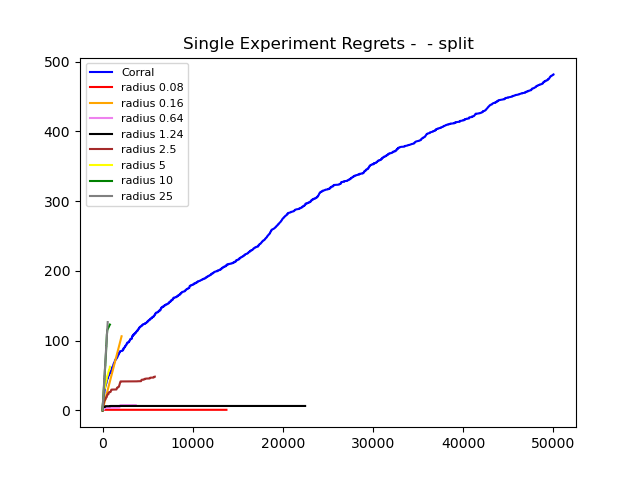 Single Experiment Regrets -  - split
500
400
300
200
100
0
Corral
radius 0.08
radius 0.16
radius 0.64
radius 1.24
radius 2.5
radius 5
radius 10
radius 25
0 10000 20000 30000 40000 50000